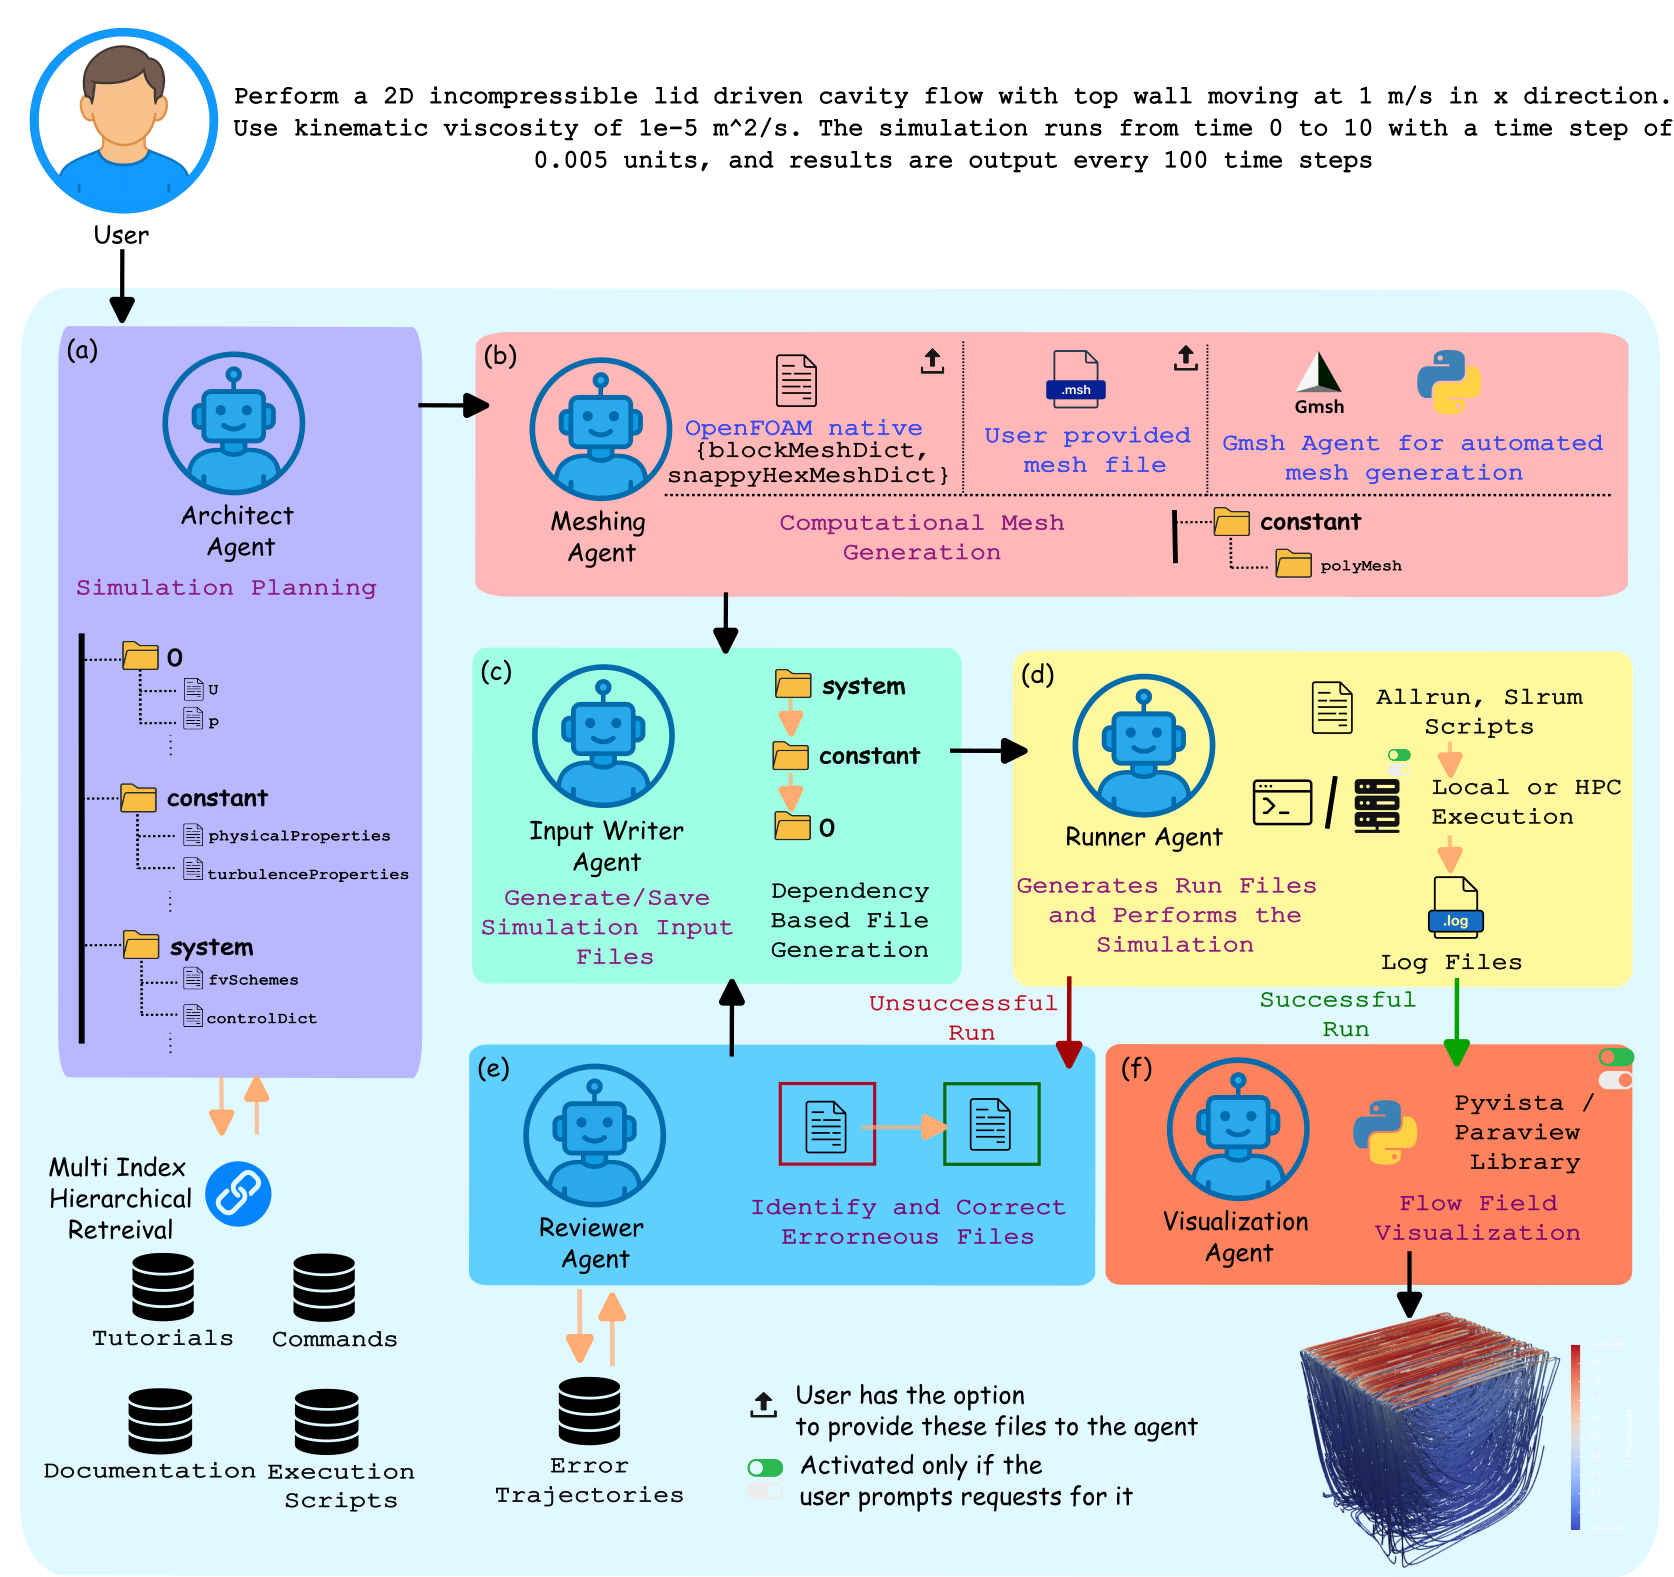 Perform a 2D incompressible lid driven cavity flow with top wall moving at 1 m/s in x direction.
Use kinematic viscosity of 1e-5 m^2/s. The simulation runs from time 0 to 10 with a time step of
0.005 units, and results are output every 100 time steps
User
(a)
Architect
Agent
Simulation Planning
0
U
p
constant
physicalProperties
turbulenceProperties
system
fvSchemes
controlDict
Multi Index
Hierarchical
Retreival
Tutorials
Commands
Documentation
Execution
Scripts
(b)
Meshing
Agent
OpenFOAM native
{blockMeshDict,
snappyHexMeshDict}
.msh
User provided
mesh file
Gmsh
Gmsh Agent for automated
mesh generation
Computational Mesh
Generation
constant
polyMesh
(c)
Input Writer
Agent
Generate/Save
Simulation Input
Files
system
constant
0
Dependency
Based File
Generation
(d)
Runner Agent
Generates Run Files
and Performs the
Simulation
Allrun, Slrum
Scripts
Local or HPC
Execution
.log
Log Files
Unsuccessful
Run
Successful
Run
(e)
Reviewer
Agent
Identify and Correct
Errorneous Files
Error
Trajectories
(f)
Visualization
Agent
Pyvista /
Paraview
Library
Flow Field
Visualization
User has the option
to provide these files to the agent
Activated only if the
user prompts requests for it